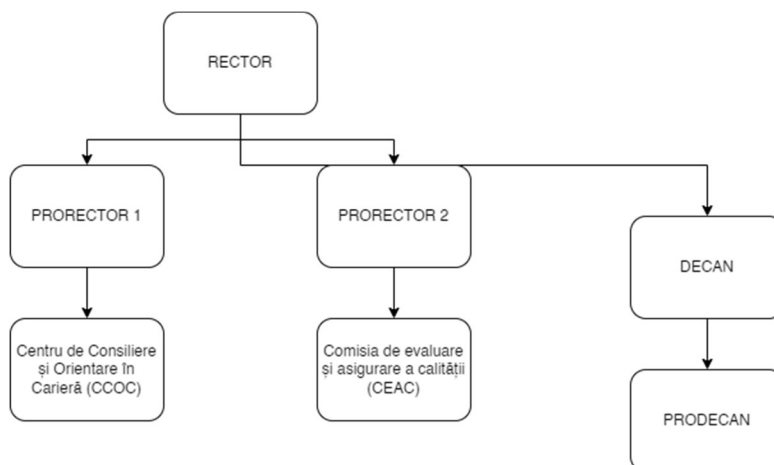 RECTOR
PRORECTOR 1
PRORECTOR 2
DECAN
Centru de Consiliere
și Orientare în
Carieră (CCOC)
Comisia de evaluare
și asigurare a calității
(CEAC)
PRODECAN